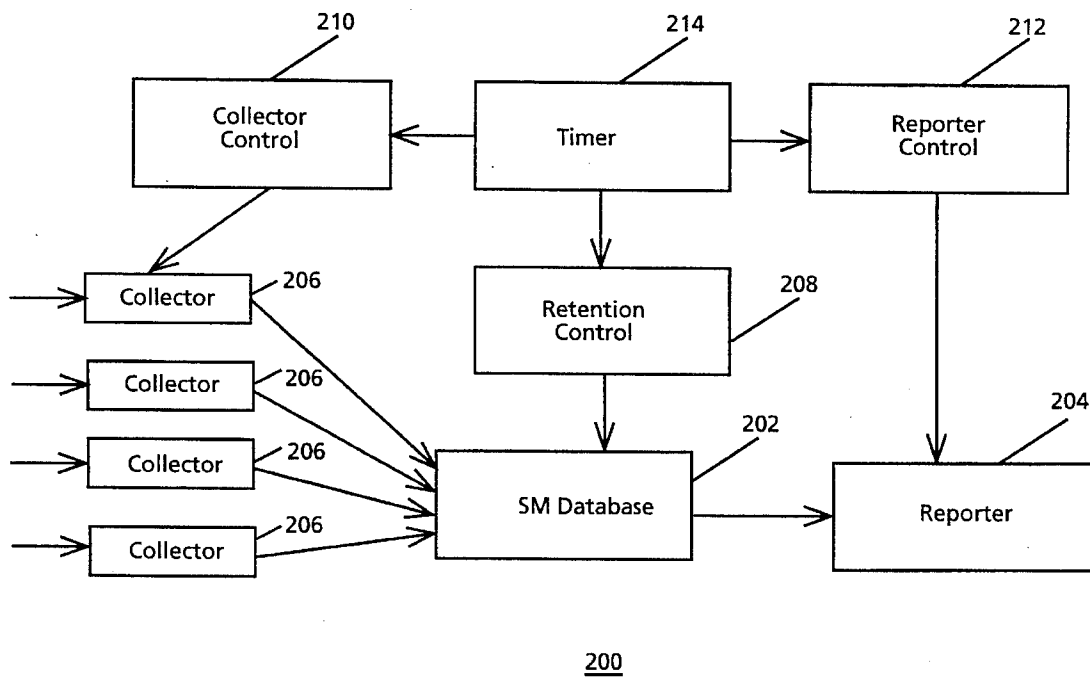 210
214
212
Collector
Control
Timer
Reporter
Control
Collector
206
Retention
Control
208
Collector
206
Collector
206
SM Database
202
Reporter
204
Collector
206
200